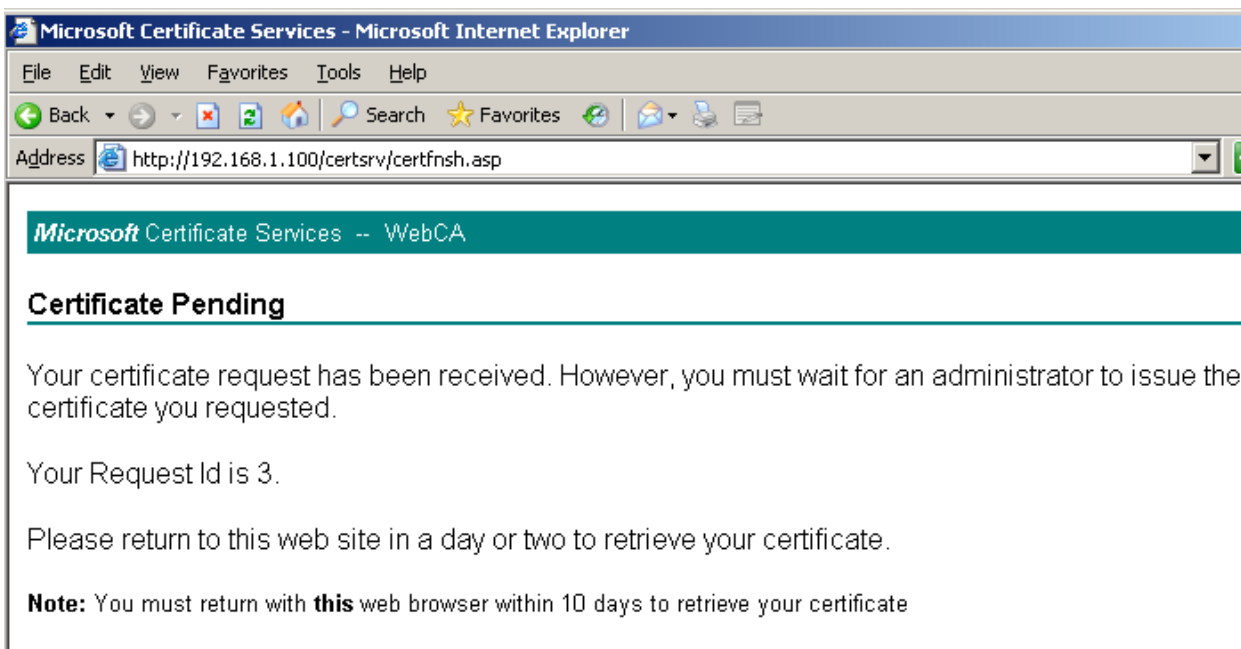 Microsoft Certificate Services - Microsoft Internet Explorer
File Edit View Favorites Tools Help
Back Search Favorites
Address http://192.168.1.100/certsrv/certfnsh.asp
Microsoft Certificate Services -- WebCA
Certificate Pending
Your certificate request has been received. However, you must wait for an administrator to issue the
certificate you requested.
Your Request Id is 3.
Please return to this web site in a day or two to retrieve your certificate.
Note: You must return with this web browser within 10 days to retrieve your certificate